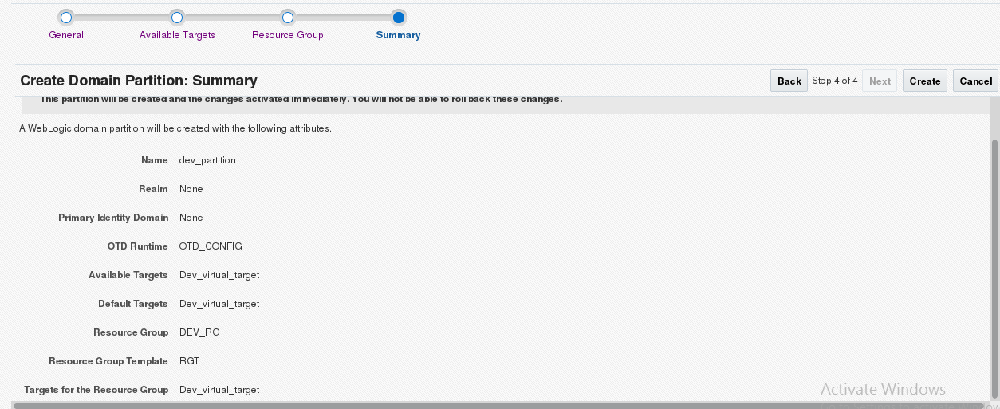 General Available Targets Resource Group Summary
Create Domain Partition: Summary Back Step 4 of 4 Next Create Cancel
This partition will be created and the changes activated immediately. You will not be able to roll back these changes.
A WebLogic domain partition will be created with the following attributes.
Name dev_partition
Realm None
Primary Identity Domain None
OTD Runtime OTD_CONFIG
Available Targets Dev_virtual_target
Default Targets Dev_virtual_target
Resource Group DEV_RG
Resource Group Template RGT
Targets for the Resource Group Dev_virtual_target
Activate Windows